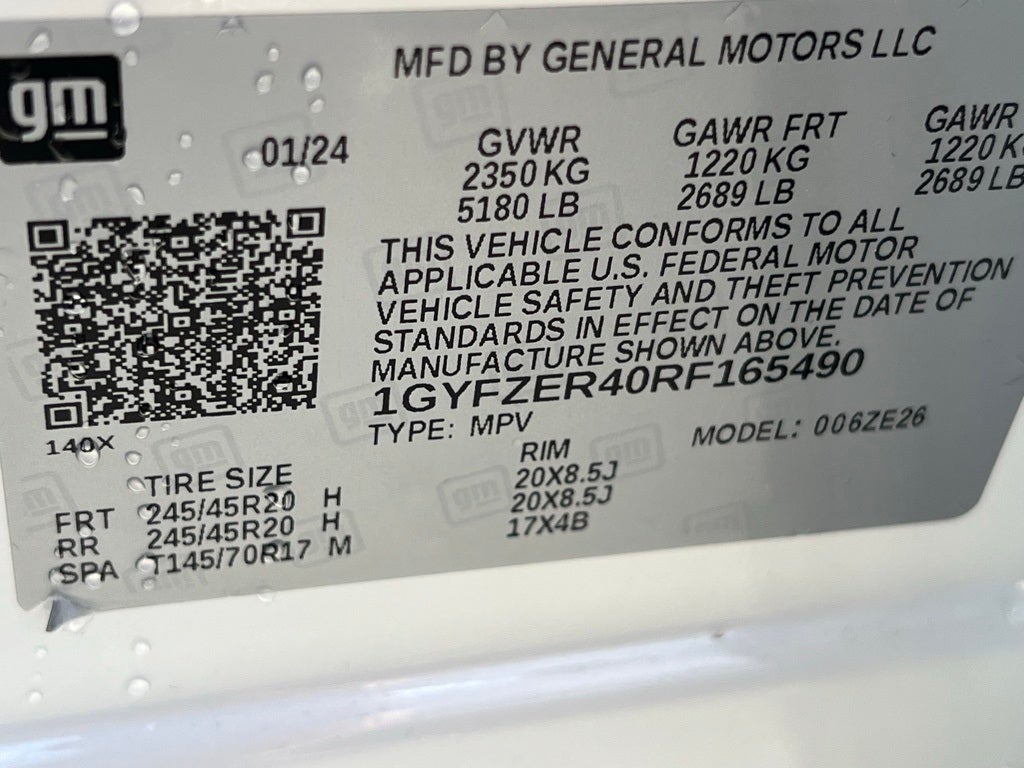 gm
MFD BY GENERAL MOTORS LLC
01/24
GVWR GAWR FRT GAWR
2350 KG 1220 KG 1220 K
5180 LB 2689 LB 2689 LB
THIS VEHICLE CONFORMS TO ALL
APPLICABLE U.S. FEDERAL MOTOR
VEHICLE SAFETY AND THEFT PREVENTION
STANDARDS IN EFFECT ON THE DATE OF
MANUFACTURE SHOWN ABOVE.
1GYFZER40RF165490
TYPE: MPV MODEL: 006ZE26
140X
TIRE SIZE RIM
FRT 245/45R20 H 20X8.5J
RR 245/45R20 H 20X8.5J
SPA T145/70R17 M 17X4B